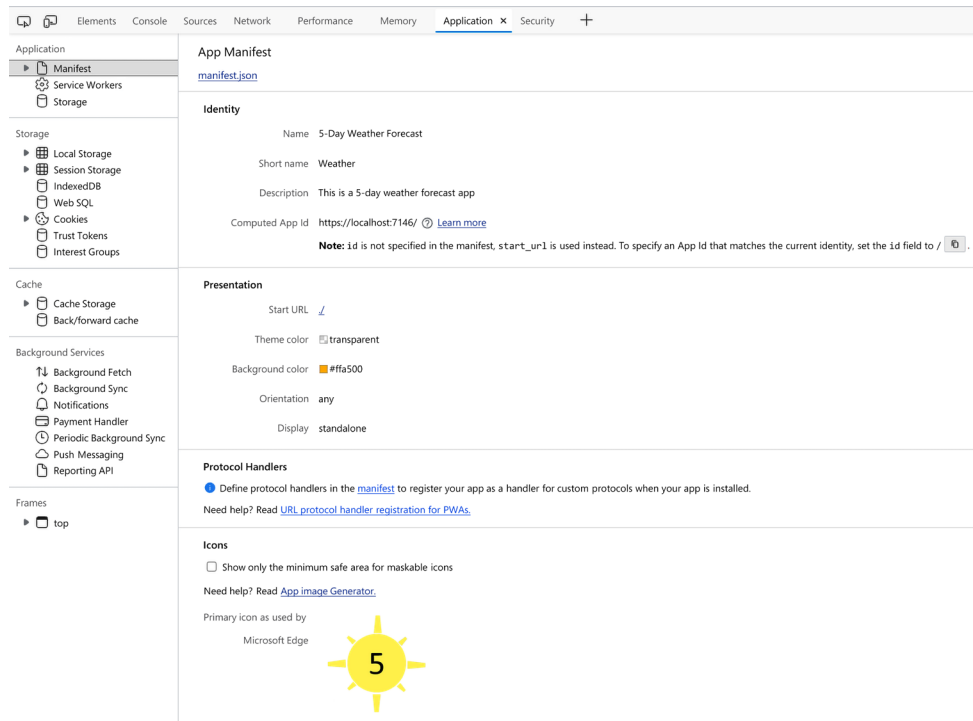 Elements Console Sources Network Performance Memory Application × Security +
Application
Manifest
Service Workers
Storage
Storage
Local Storage
Session Storage
IndexedDB
Web SQL
Cookies
Trust Tokens
Interest Groups
Cache
Cache Storage
Back/forward cache
Background Services
Background Fetch
Background Sync
Notifications
Payment Handler
Periodic Background Sync
Push Messaging
Reporting API
Frames
top
App Manifest
manifest.json
Identity
Name 5-Day Weather Forecast
Short name Weather
Description This is a 5-day weather forecast app
Computed App Id https://localhost:7146/ ? Learn more
Note: id is not specified in the manifest, start_url is used instead. To specify an App Id that matches the current identity, set the id field to / .
Presentation
Start URL ./
Theme color transparent
Background color #ffa500
Orientation any
Display standalone
Protocol Handlers
Define protocol handlers in the manifest to register your app as a handler for custom protocols when your app is installed.
Need help? Read URL protocol handler registration for PWAs.
Icons
Show only the minimum safe area for maskable icons
Need help? Read App image Generator.
Primary icon as used by
Microsoft Edge
5